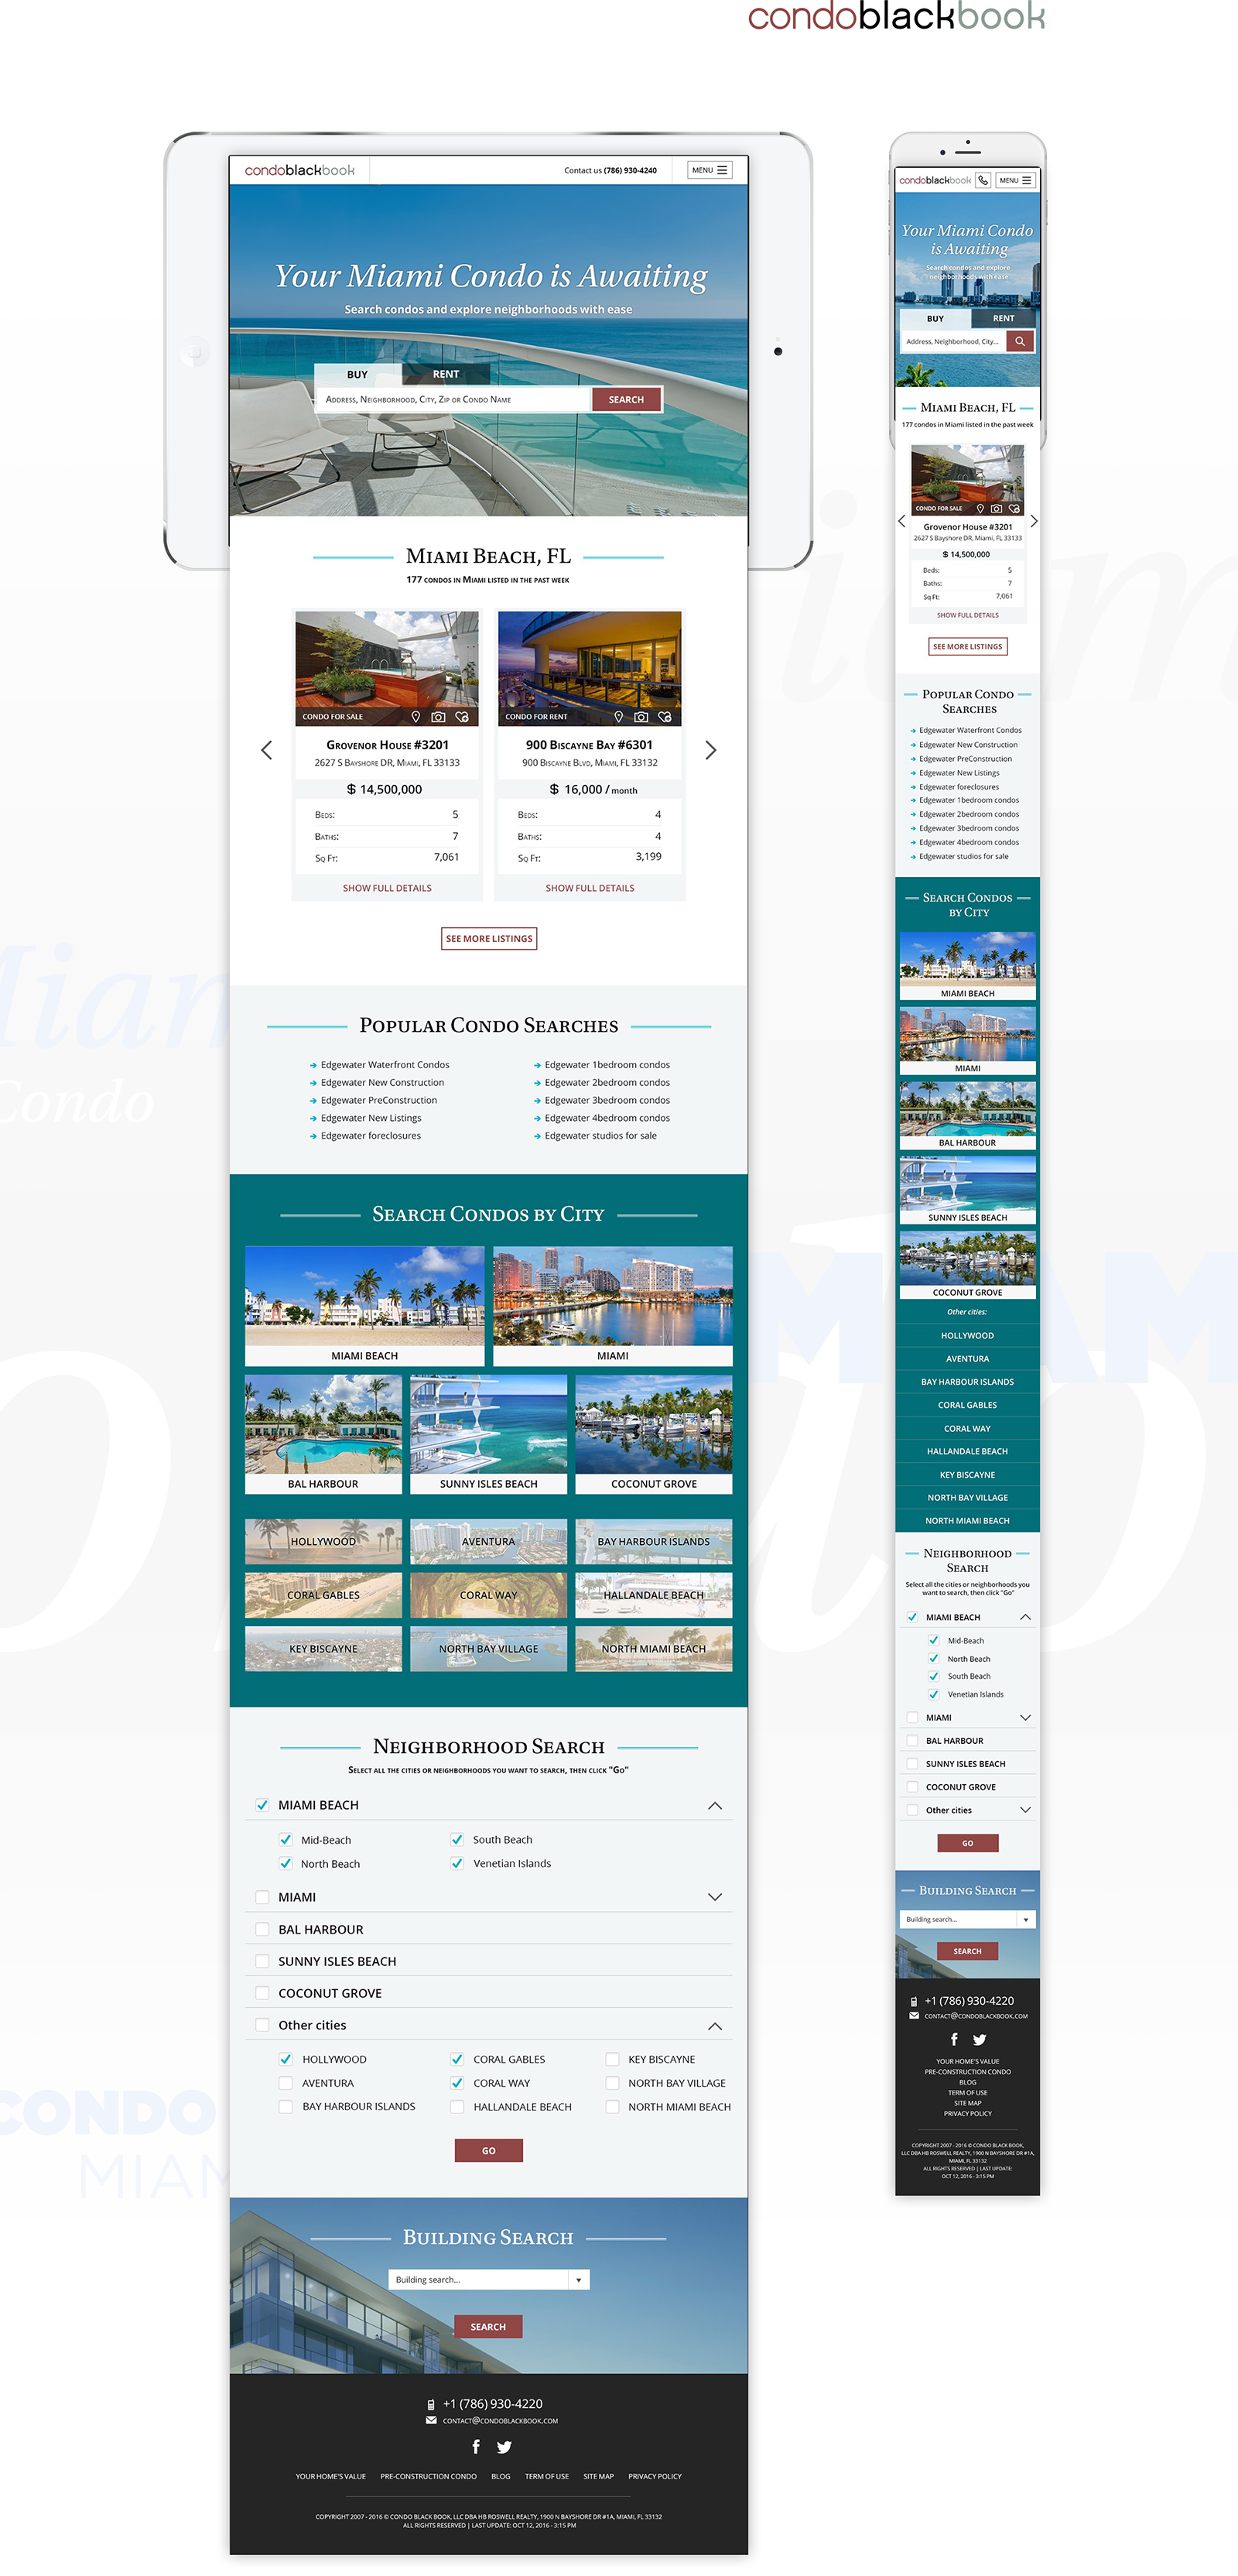 condoblackbook
condoblackbook
Contact us (786) 930-4240
MENU
Your Miami Condo is Awaiting
Search condos and explore neighborhoods with ease
BUY
RENT
Address, Neighborhood, City, Zip or Condo Name
SEARCH
Miami Beach, FL
177 condos in Miami listed in the past week
CONDO FOR SALE
CONDO FOR RENT
Grovenor House #3201
900 Biscayne Bay #6301
2627 S Bayshore DR, Miami, FL 33133
900 Biscayne Blvd, Miami, FL 33132
$ 14,500,000
$ 16,000 / month
Beds: 5
Beds: 4
Baths: 7
Baths: 4
Sq Ft: 7,061
Sq Ft: 3,199
SHOW FULL DETAILS
SHOW FULL DETAILS
SEE MORE LISTINGS
Popular Condo Searches
Edgewater Waterfront Condos
Edgewater New Construction
Edgewater PreConstruction
Edgewater New Listings
Edgewater foreclosures
Edgewater 1bedroom condos
Edgewater 2bedroom condos
Edgewater 3bedroom condos
Edgewater 4bedroom condos
Edgewater studios for sale
Search Condos by City
MIAMI BEACH
MIAMI
BAL HARBOUR
SUNNY ISLES BEACH
COCONUT GROVE
HOLLYWOOD
AVENTURA
BAY HARBOUR ISLANDS
CORAL GABLES
CORAL WAY
HALLANDALE BEACH
KEY BISCAYNE
NORTH BAY VILLAGE
NORTH MIAMI BEACH
Neighborhood Search
Select all the cities or neighborhoods you want to search, then click "Go"
MIAMI BEACH
Mid-Beach
South Beach
North Beach
Venetian Islands
MIAMI
BAL HARBOUR
SUNNY ISLES BEACH
COCONUT GROVE
Other cities
HOLLYWOOD
CORAL GABLES
KEY BISCAYNE
AVENTURA
CORAL WAY
NORTH BAY VILLAGE
BAY HARBOUR ISLANDS
HALLANDALE BEACH
NORTH MIAMI BEACH
GO
Building Search
Building search...
SEARCH
+1 (786) 930-4220
contact@condoblackbook.com
YOUR HOME'S VALUE
PRE-CONSTRUCTION CONDO
BLOG
TERM OF USE
SITE MAP
PRIVACY POLICY
COPYRIGHT 2007 - 2016 © CONDO BLACK BOOK, LLC DBA HB ROSWELL REALTY, 1900 N BAYSHORE DR #1A, MIAMI, FL 33132
ALL RIGHTS RESERVED | LAST UPDATE: OCT 12, 2016 - 3:15 PM
condoblackbook
MENU
Your Miami Condo
is Awaiting
Search condos and explore
neighborhoods with ease
BUY
RENT
Address, Neighborhood, City...
Miami Beach, FL
177 condos in Miami listed in the past week
CONDO FOR SALE
Grovenor House #3201
2627 S Bayshore DR, Miami, FL 33133
$ 14,500,000
Beds: 5
Baths: 7
Sq Ft: 7,061
SHOW FULL DETAILS
SEE MORE LISTINGS
Popular Condo
Searches
Edgewater Waterfront Condos
Edgewater New Construction
Edgewater PreConstruction
Edgewater New Listings
Edgewater foreclosures
Edgewater 1bedroom condos
Edgewater 2bedroom condos
Edgewater 3bedroom condos
Edgewater 4bedroom condos
Edgewater studios for sale
Search Condos
by City
MIAMI BEACH
MIAMI
BAL HARBOUR
SUNNY ISLES BEACH
COCONUT GROVE
Other cities:
HOLLYWOOD
AVENTURA
BAY HARBOUR ISLANDS
CORAL GABLES
CORAL WAY
HALLANDALE BEACH
KEY BISCAYNE
NORTH BAY VILLAGE
NORTH MIAMI BEACH
Neighborhood
Search
Select all the cities or neighborhoods you
want to search, then click "Go"
MIAMI BEACH
Mid-Beach
North Beach
South Beach
Venetian Islands
MIAMI
BAL HARBOUR
SUNNY ISLES BEACH
COCONUT GROVE
Other cities
GO
Building Search
Building search...
SEARCH
+1 (786) 930-4220
CONTACT@CONDOBLACKBOOK.COM
YOUR HOME'S VALUE
PRE-CONSTRUCTION CONDO
BLOG
TERM OF USE
SITE MAP
PRIVACY POLICY
COPYRIGHT 2007 - 2016 © CONDO BLACK BOOK,
LLC DBA HB ROSWELL REALTY, 1900 N BAYSHORE DR #1A,
MIAMI, FL 33132
ALL RIGHTS RESERVED | LAST UPDATE:
OCT 12, 2016 - 3:15 PM
Condo
CONDO